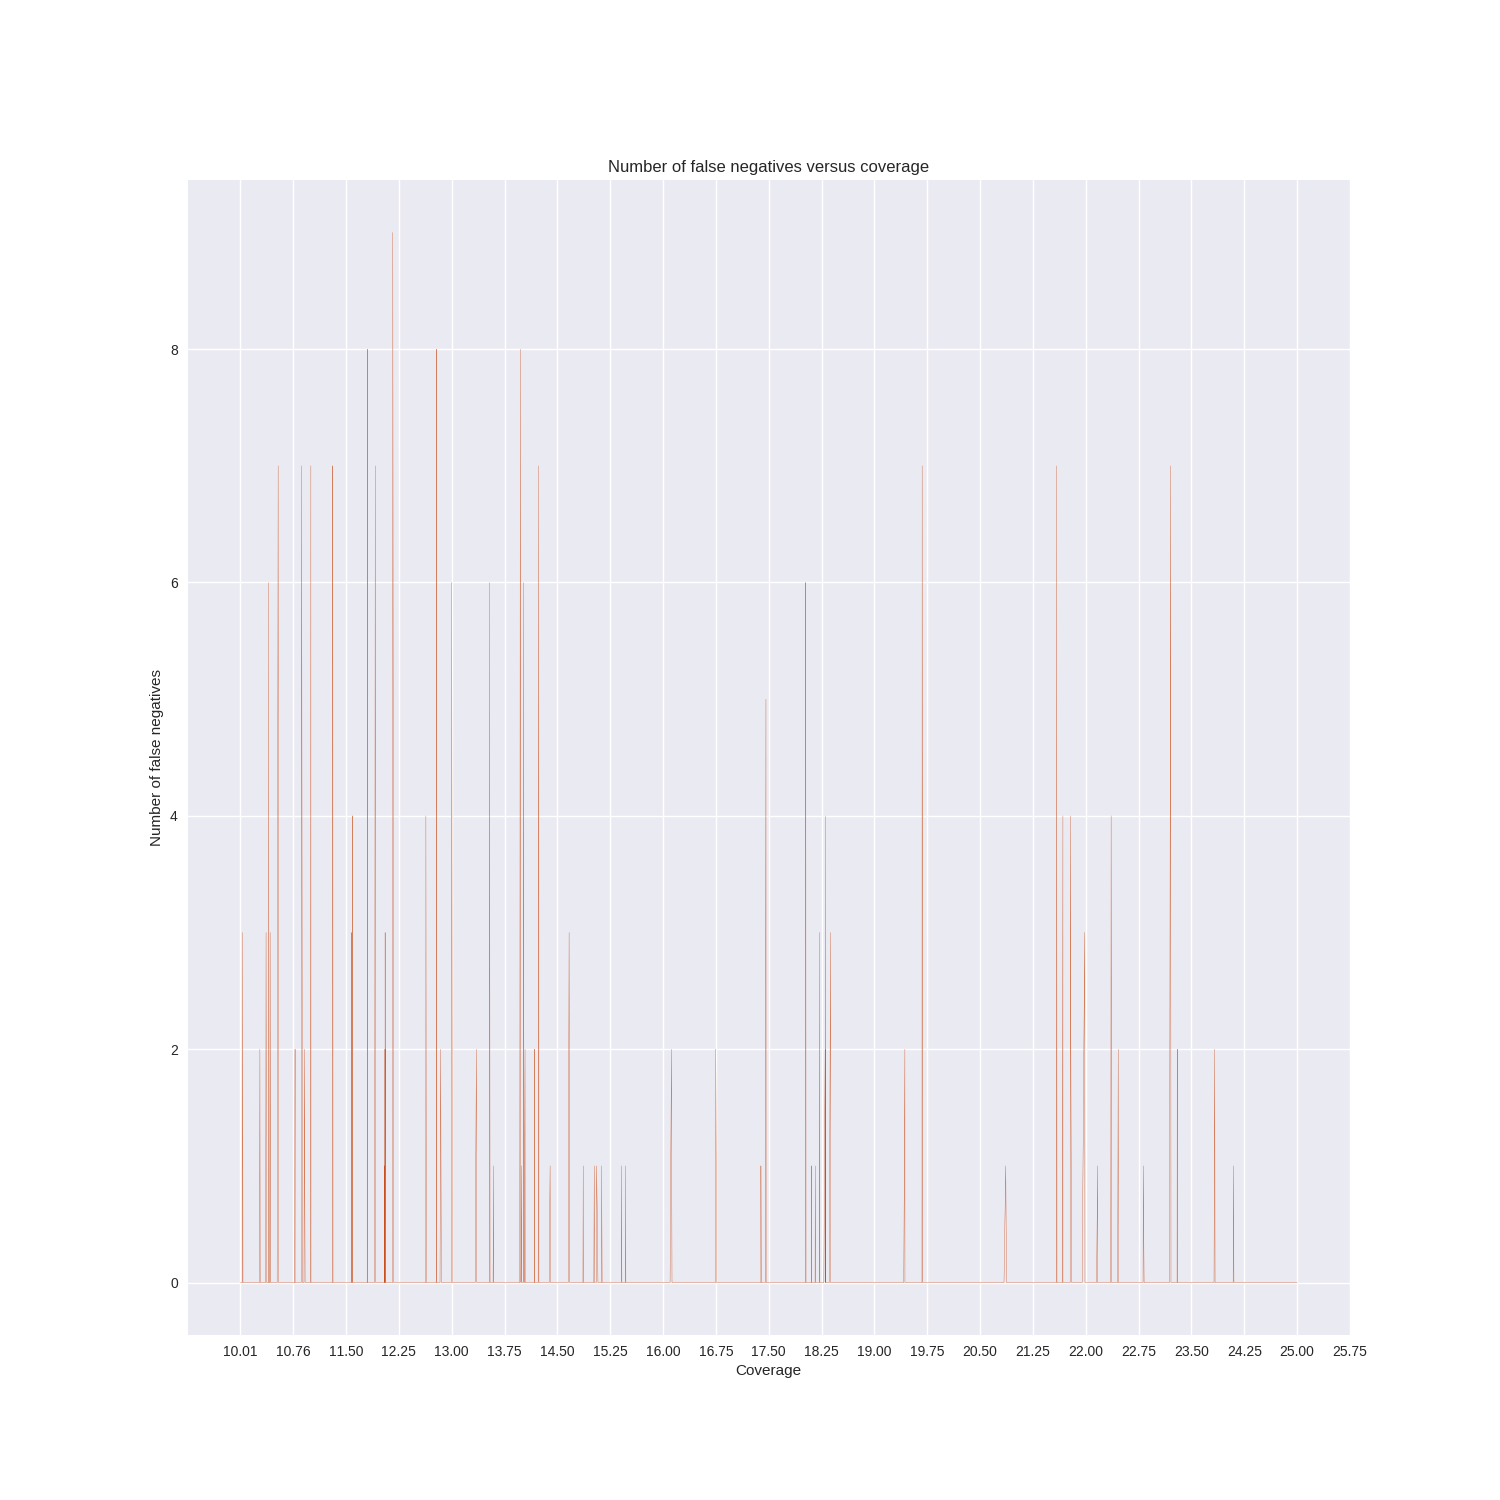 Number of false negatives versus coverage
8
6
4
2
0
Number of false negatives
10.01 10.76 11.50 12.25 13.00 13.75 14.50 15.25 16.00 16.75 17.50 18.25 19.00 19.75 20.50 21.25 22.00 22.75 23.50 24.25 25.00 25.75
Coverage